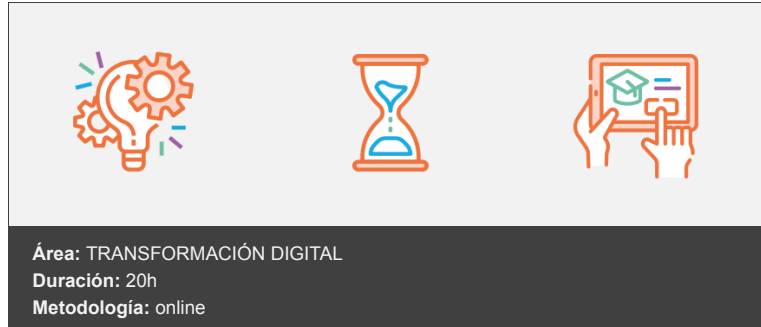 Área: TRANSFORMACIÓN DIGITAL
Duración: 20h
Metodología: online